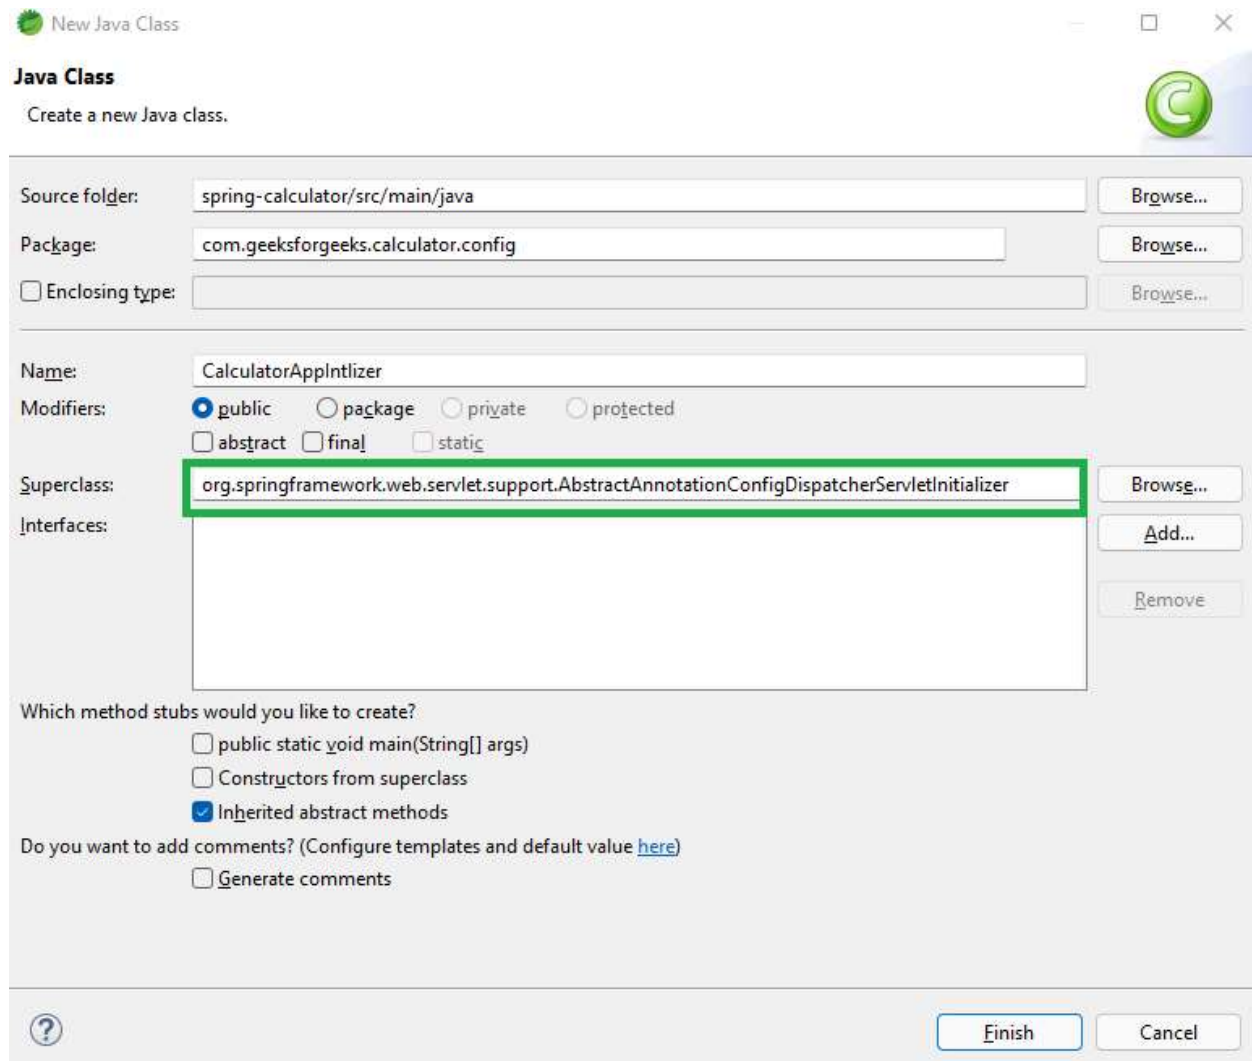 New Java Class
Java Class
Create a new Java class.
C
Source folder: spring-calculator/src/main/java Browse...
Package: com.geeksforgeeks.calculator.config Browse...
Enclosing type: Browse...
Name: CalculatorAppIntlizer
Modifiers: public package private protected
abstract final static
Superclass: org.springframework.web.servlet.support.AbstractAnnotationConfigDispatcherServletInitializer Browse...
Interfaces: Add...
Remove
Which method stubs would you like to create?
public static void main(String[] args)
Constructors from superclass
Inherited abstract methods
Do you want to add comments? (Configure templates and default value here)
Generate comments
? Finish Cancel